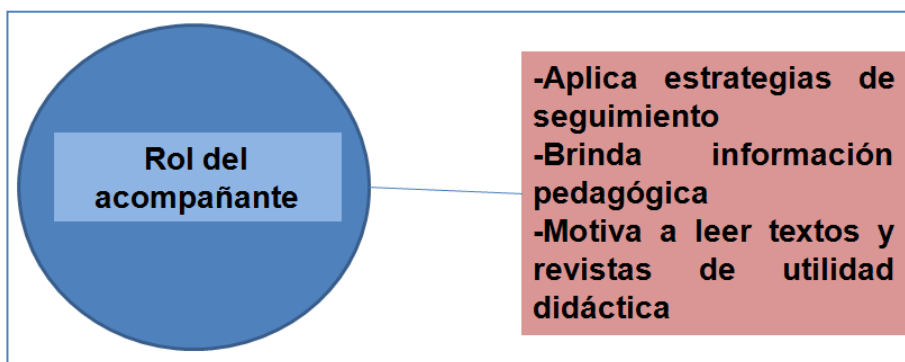 Rol del
acompañante
-Aplica estrategias de
seguimiento
-Brinda información
pedagógica
-Motiva a leer textos y
revistas de utilidad
didáctica